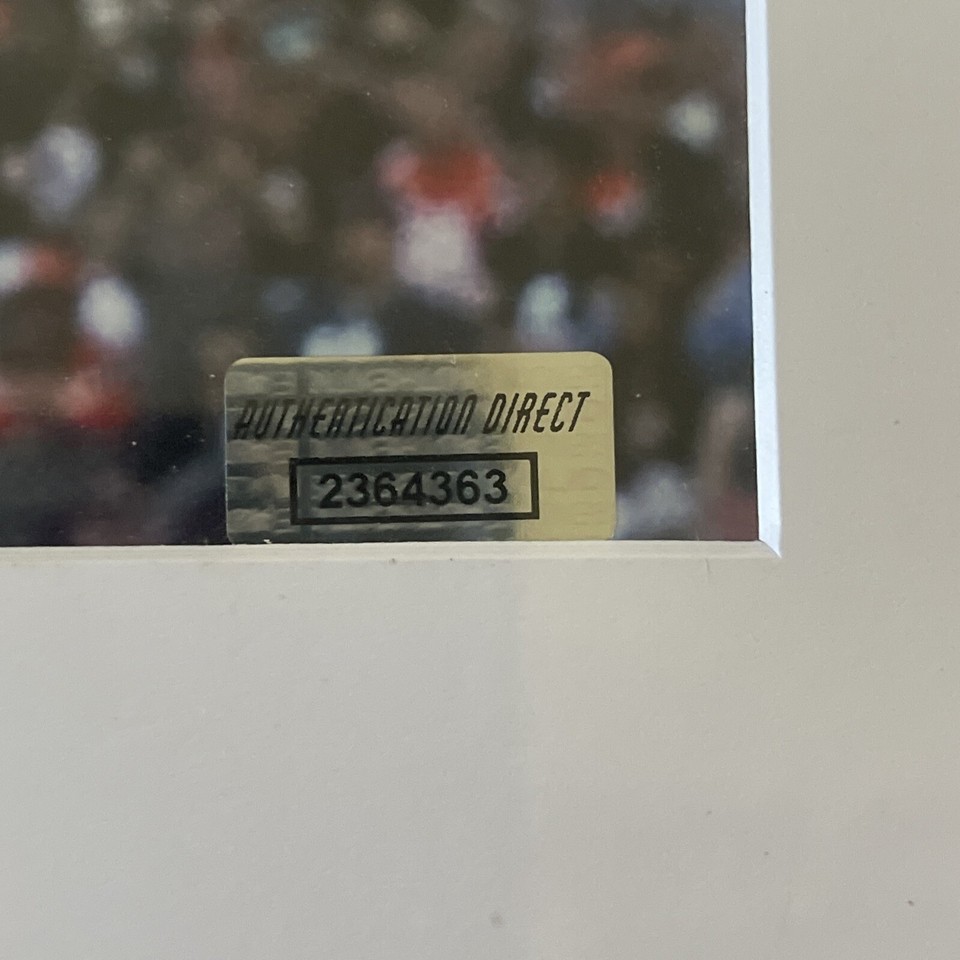 AUTHENTICATION DIRECT
2364363